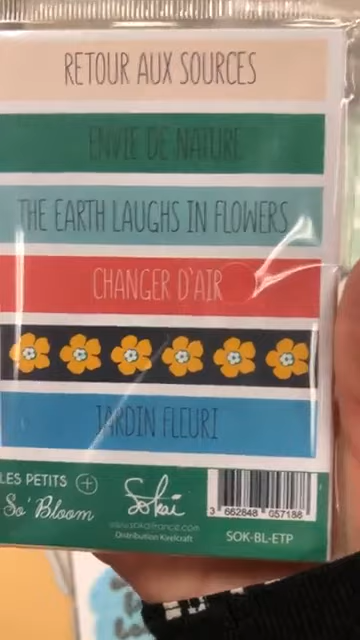 RETOUR AUX SOURCES
ENVIE DE NATURE
THE EARTH LAUGHS IN FLOWERS
CHANGER D'AIR
JARDIN FLEURI
LES PETITS +
So' Bloom
Sokai
www.sokaifrance.com
Distribution Kixelcraft
3 662848 057186
SOK-BL-ETP